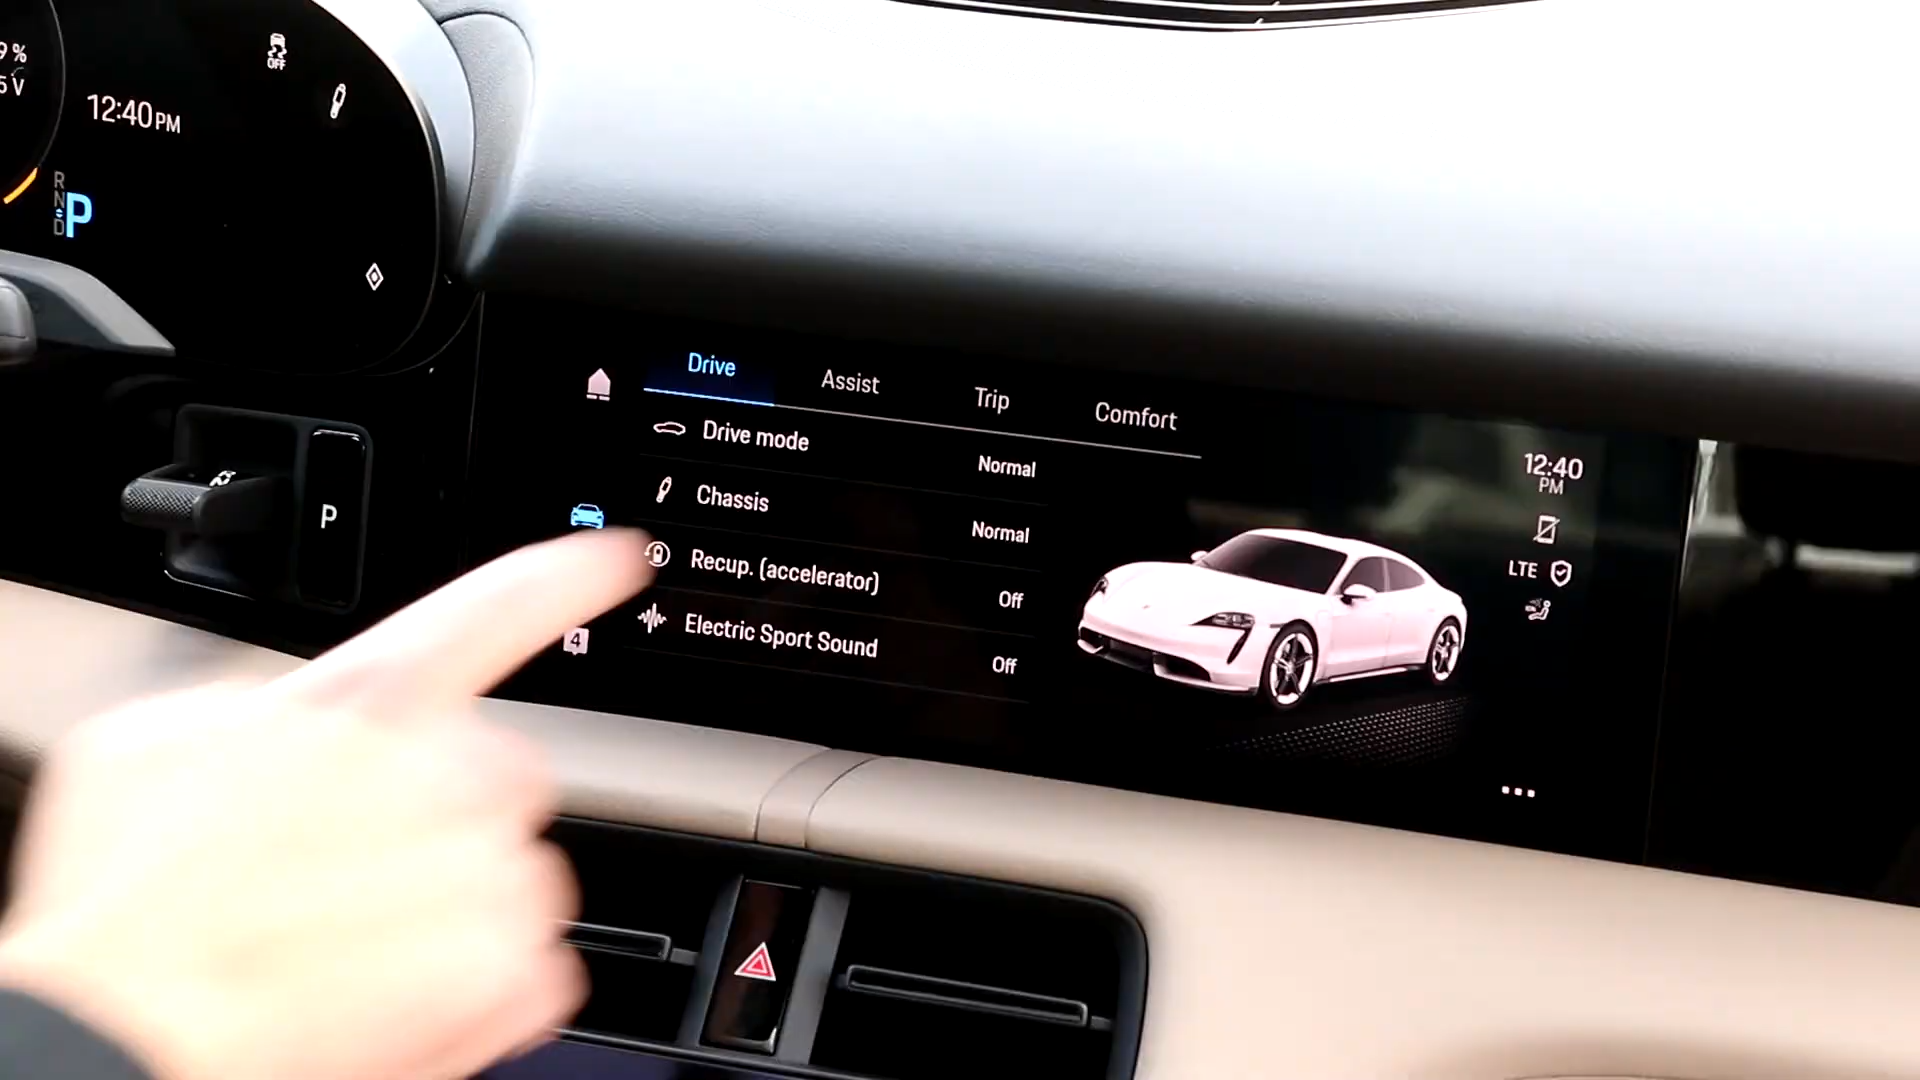 9 %
5 V
OFF
12:40 PM
R
N
D
P
P
Drive
Assist
Trip
Comfort
Drive mode
Normal
Chassis
Normal
Recup. (accelerator)
Off
Electric Sport Sound
Off
4
12:40
PM
LTE